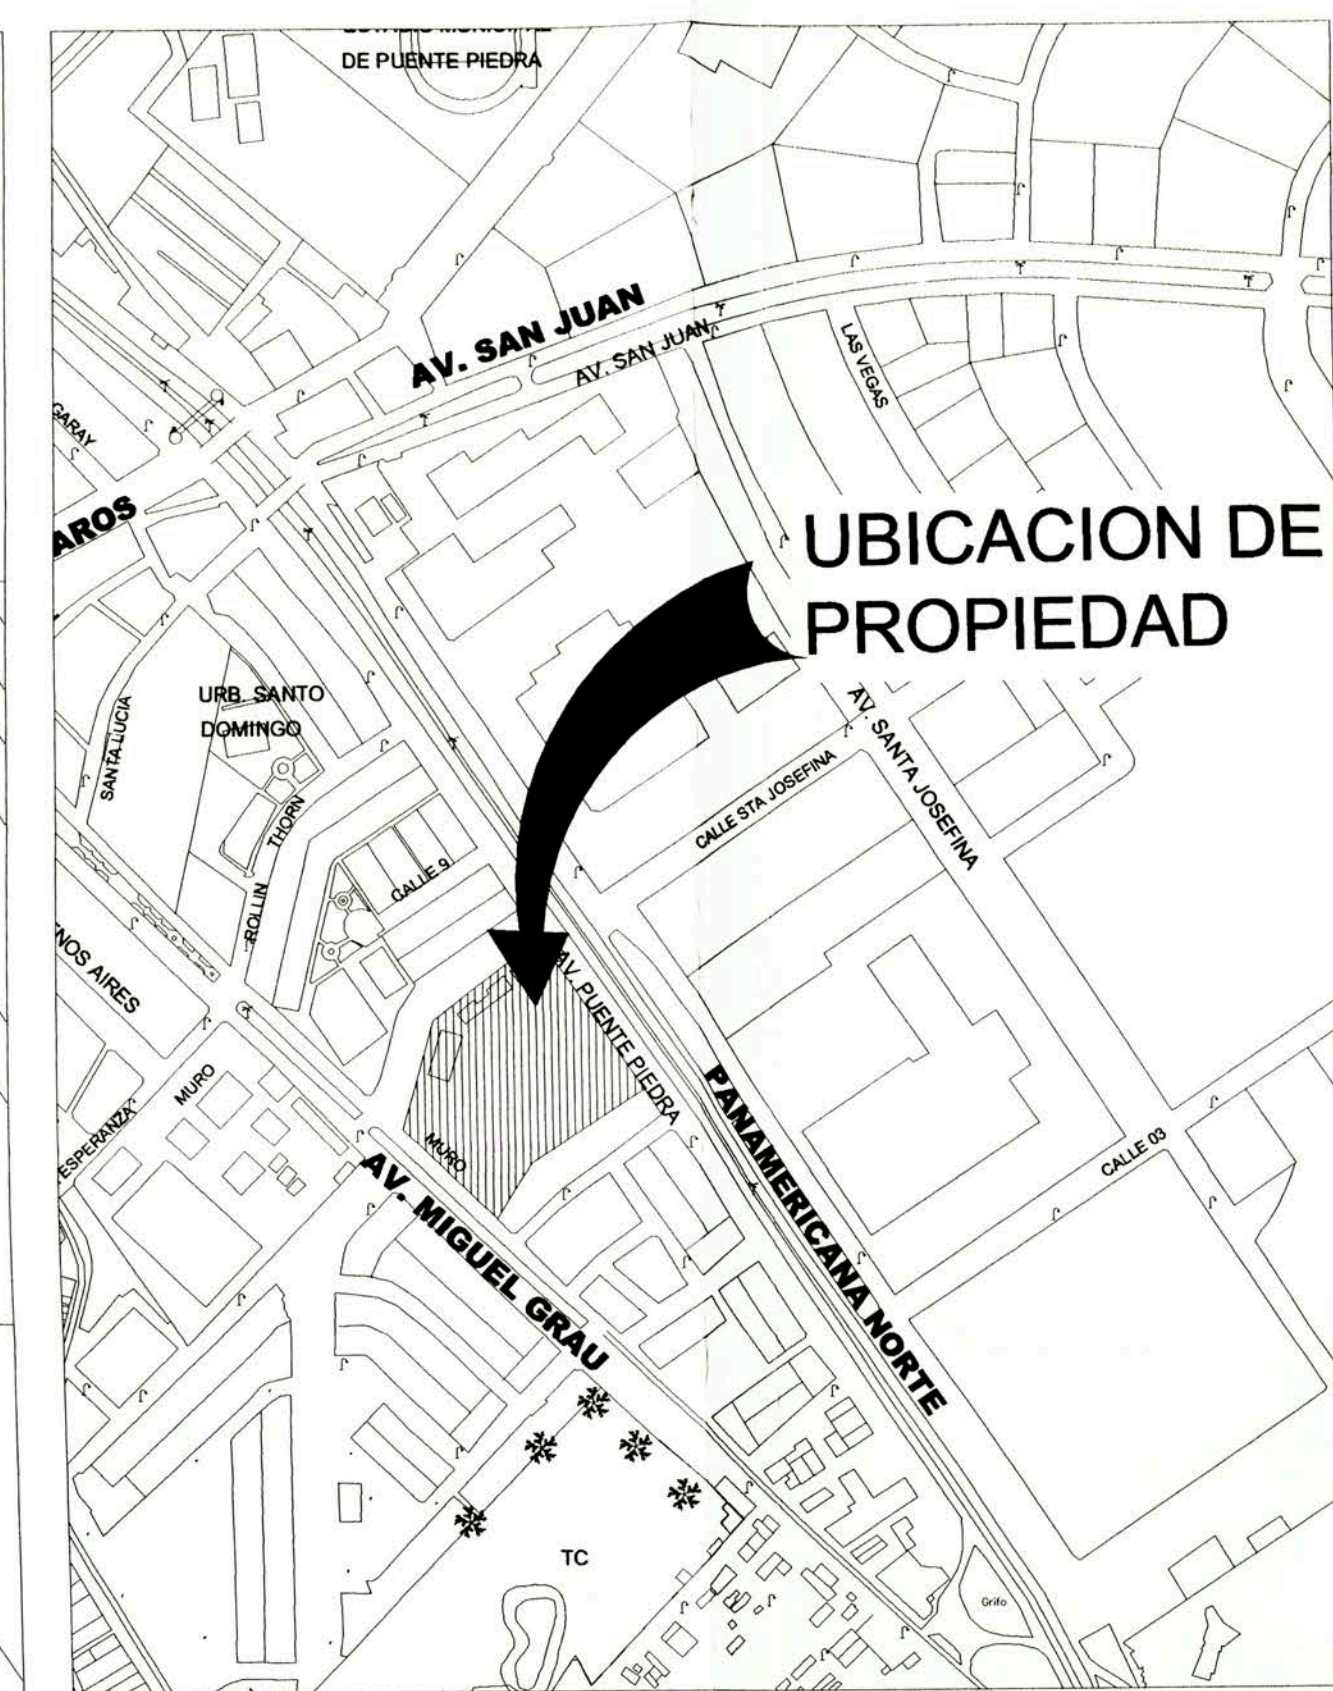 DE PUENTE PIEDRA
AV. SAN JUAN
AV. SAN JUAN
LAS VEGAS
GARAY
AROS
UBICACION DE
PROPIEDAD
URB. SANTO
DOMINGO
SANTA LUCIA
THORN
ROLLIN
CALLE 9
CALLE STA JOSEFINA
AV. SANTA JOSEFINA
NOS AIRES
AV. PUENTE PIEDRA
MURO
ESPERANZA
MURO
AV. MIGUEL GRAU
PANAMERICANA NORTE
CALLE 03
TC
Grifo